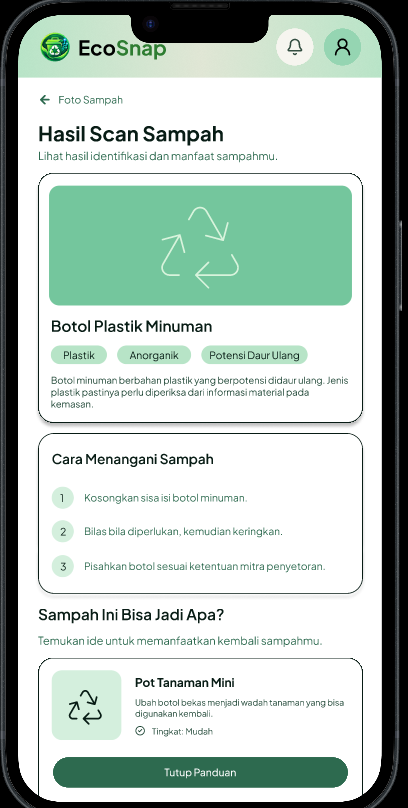 EcoSnap
Foto Sampah
Hasil Scan Sampah
Lihat hasil identifikasi dan manfaat sampahmu.
Botol Plastik Minuman
Plastik Anorganik Potensi Daur Ulang
Botol minuman berbahan plastik yang berpotensi didaur ulang. Jenis
plastik pastinya perlu diperiksa dari informasi material pada
kemasan.
Cara Menangani Sampah
1 Kosongkan sisa isi botol minuman.
2 Bilas bila diperlukan, kemudian keringkan.
3 Pisahkan botol sesuai ketentuan mitra penyetoran.
Sampah Ini Bisa Jadi Apa?
Temukan ide untuk memanfaatkan kembali sampahmu.
Pot Tanaman Mini
Ubah botol bekas menjadi wadah tanaman yang bisa
digunakan kembali.
Tingkat: Mudah
Tutup Panduan